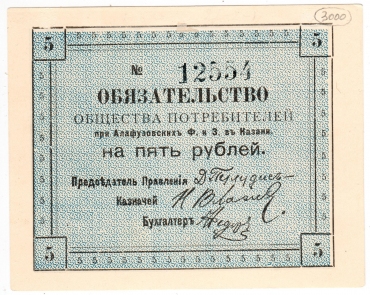 3000
5 5
№ 12554
ОБЯЗАТЕЛЬСТВО
ОБЩЕСТВА ПОТРЕБИТЕЛЕЙ
при Алафузовскихъ Ф. и З. въ Казани.
на пять рублей.
Предсѣдатель Правленія
Казначей
Бухгалтеръ
5 5